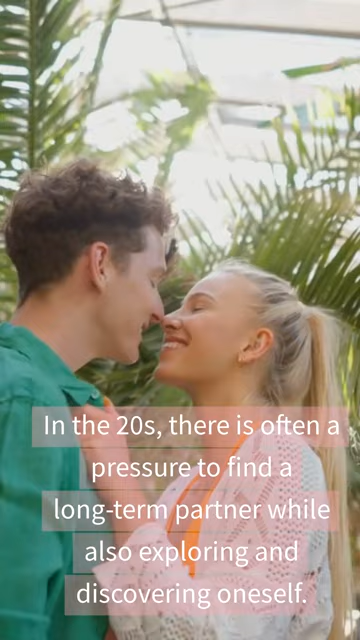 In the 20s, there is often a
pressure to find a
long-term partner while
also exploring and
discovering oneself.